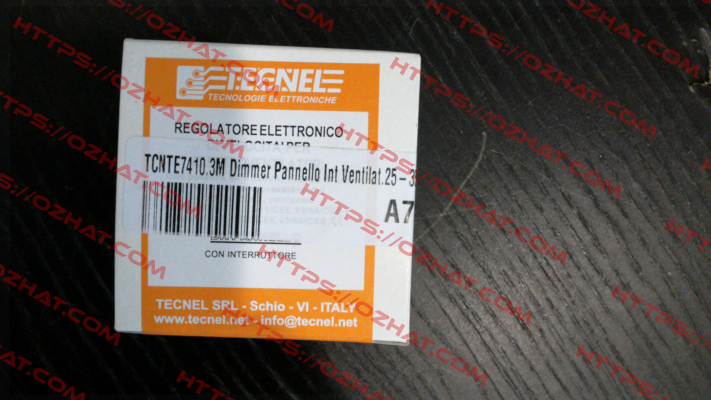 TECNEL
TECNOLOGIE ELETTRONICHE
REGOLATORE ELETTRONICO
TCNTE7410.3M Dimmer Pannello Int Ventilat.25-3
A7
CON INTERRUTTORE
TECNEL SRL - Schio - VI - ITALY
www.tecnel.net - info@tecnel.net
HTTPS://OZHAT.COM